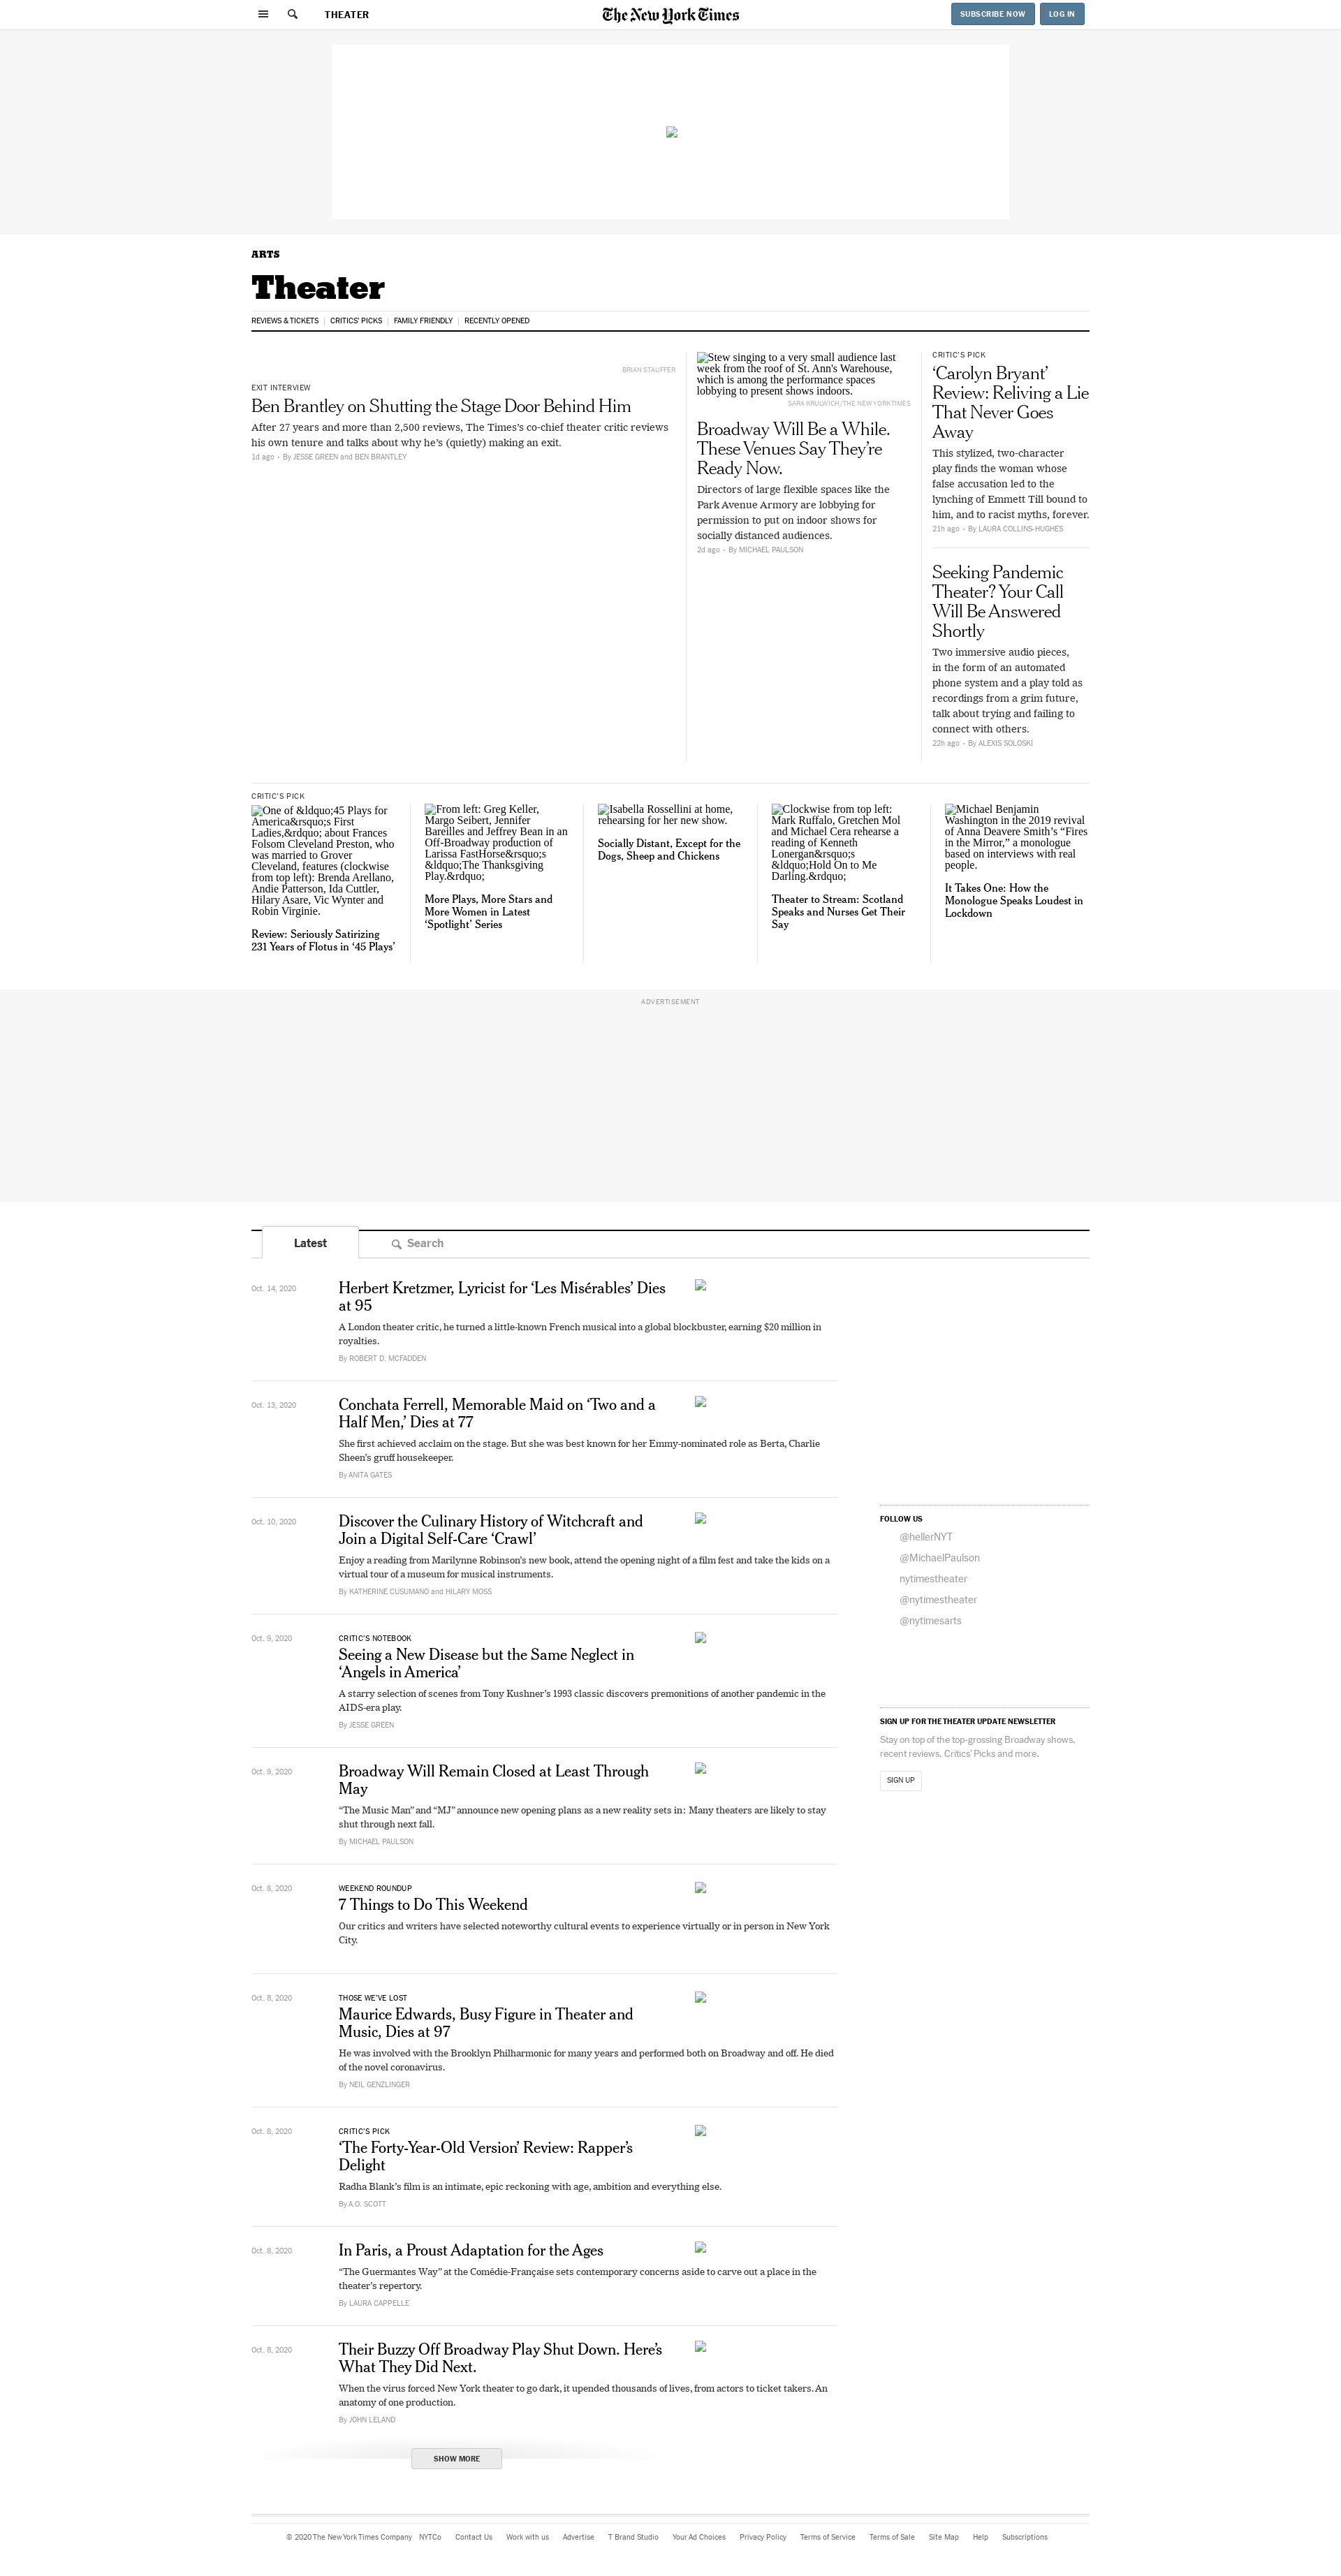 THEATER
The New York Times
SUBSCRIBE NOW
LOG IN
ARTS
Theater
REVIEWS & TICKETS
CRITICS' PICKS
FAMILY FRIENDLY
RECENTLY OPENED
BRIAN STAUFFER
EXIT INTERVIEW
Ben Brantley on Shutting the Stage Door Behind Him
After 27 years and more than 2,500 reviews, The Times’s co-chief theater critic reviews
his own tenure and talks about why he’s (quietly) making an exit.
1d ago • By JESSE GREEN and BEN BRANTLEY
Stew singing to a very small audience last
week from the roof of St. Ann's Warehouse,
which is among the performance spaces
lobbying to present shows indoors.
SARA KRULWICH/THE NEW YORK TIMES
Broadway Will Be a While.
These Venues Say They’re
Ready Now.
Directors of large flexible spaces like the
Park Avenue Armory are lobbying for
permission to put on indoor shows for
socially distanced audiences.
2d ago • By MICHAEL PAULSON
CRITIC’S PICK
‘Carolyn Bryant’
Review: Reliving a Lie
That Never Goes
Away
This stylized, two-character
play finds the woman whose
false accusation led to the
lynching of Emmett Till bound to
him, and to racist myths, forever.
21h ago • By LAURA COLLINS-HUGHES
Seeking Pandemic
Theater? Your Call
Will Be Answered
Shortly
Two immersive audio pieces,
in the form of an automated
phone system and a play told as
recordings from a grim future,
talk about trying and failing to
connect with others.
22h ago • By ALEXIS SOLOSKI
CRITIC’S PICK
One of &ldquo;45 Plays for
America&rsquo;s First
Ladies,&rdquo; about Frances
Folsom Cleveland Preston, who
was married to Grover
Cleveland, features (clockwise
from top left): Brenda Arellano,
Andie Patterson, Ida Cuttler,
Hilary Asare, Vic Wynter and
Robin Virginie.
Review: Seriously Satirizing
231 Years of Flotus in ‘45 Plays’
From left: Greg Keller,
Margo Seibert, Jennifer
Bareilles and Jeffrey Bean in an
Off-Broadway production of
Larissa FastHorse&rsquo;s
&ldquo;The Thanksgiving
Play.&rdquo;
More Plays, More Stars and
More Women in Latest
‘Spotlight’ Series
Isabella Rossellini at home,
rehearsing for her new show.
Socially Distant, Except for the
Dogs, Sheep and Chickens
Clockwise from top left:
Mark Ruffalo, Gretchen Mol
and Michael Cera rehearse a
reading of Kenneth
Lonergan&rsquo;s
&ldquo;Hold On to Me
Darling.&rdquo;
Theater to Stream: Scotland
Speaks and Nurses Get Their
Say
Michael Benjamin
Washington in the 2019 revival
of Anna Deavere Smith’s “Fires
in the Mirror,” a monologue
based on interviews with real
people.
It Takes One: How the
Monologue Speaks Loudest in
Lockdown
ADVERTISEMENT
Latest
Search
Oct. 14, 2020
Herbert Kretzmer, Lyricist for ‘Les Misérables’ Dies
at 95
A London theater critic, he turned a little-known French musical into a global blockbuster, earning $20 million in
royalties.
By ROBERT D. MCFADDEN
Oct. 13, 2020
Conchata Ferrell, Memorable Maid on ‘Two and a
Half Men,’ Dies at 77
She first achieved acclaim on the stage. But she was best known for her Emmy-nominated role as Berta, Charlie
Sheen’s gruff housekeeper.
By ANITA GATES
Oct. 10, 2020
Discover the Culinary History of Witchcraft and
Join a Digital Self-Care ‘Crawl’
Enjoy a reading from Marilynne Robinson’s new book, attend the opening night of a film fest and take the kids on a
virtual tour of a museum for musical instruments.
By KATHERINE CUSUMANO and HILARY MOSS
Oct. 9, 2020
CRITIC’S NOTEBOOK
Seeing a New Disease but the Same Neglect in
‘Angels in America’
A starry selection of scenes from Tony Kushner’s 1993 classic discovers premonitions of another pandemic in the
AIDS-era play.
By JESSE GREEN
Oct. 9, 2020
Broadway Will Remain Closed at Least Through
May
“The Music Man” and “MJ” announce new opening plans as a new reality sets in: Many theaters are likely to stay
shut through next fall.
By MICHAEL PAULSON
Oct. 8, 2020
WEEKEND ROUNDUP
7 Things to Do This Weekend
Our critics and writers have selected noteworthy cultural events to experience virtually or in person in New York
City.
Oct. 8, 2020
THOSE WE’VE LOST
Maurice Edwards, Busy Figure in Theater and
Music, Dies at 97
He was involved with the Brooklyn Philharmonic for many years and performed both on Broadway and off. He died
of the novel coronavirus.
By NEIL GENZLINGER
Oct. 8, 2020
CRITIC’S PICK
‘The Forty-Year-Old Version’ Review: Rapper’s
Delight
Radha Blank’s film is an intimate, epic reckoning with age, ambition and everything else.
By A.O. SCOTT
Oct. 8, 2020
In Paris, a Proust Adaptation for the Ages
“The Guermantes Way” at the Comédie-Française sets contemporary concerns aside to carve out a place in the
theater’s repertory.
By LAURA CAPPELLE
Oct. 8, 2020
Their Buzzy Off Broadway Play Shut Down. Here’s
What They Did Next.
When the virus forced New York theater to go dark, it upended thousands of lives, from actors to ticket takers. An
anatomy of one production.
By JOHN LELAND
SHOW MORE
FOLLOW US
@hellerNYT
@MichaelPaulson
nytimestheater
@nytimestheater
@nytimesarts
SIGN UP FOR THE THEATER UPDATE NEWSLETTER
Stay on top of the top-grossing Broadway shows,
recent reviews, Critics’ Picks and more.
SIGN UP
© 2020 The New York Times Company
NYTCo
Contact Us
Work with us
Advertise
T Brand Studio
Your Ad Choices
Privacy Policy
Terms of Service
Terms of Sale
Site Map
Help
Subscriptions